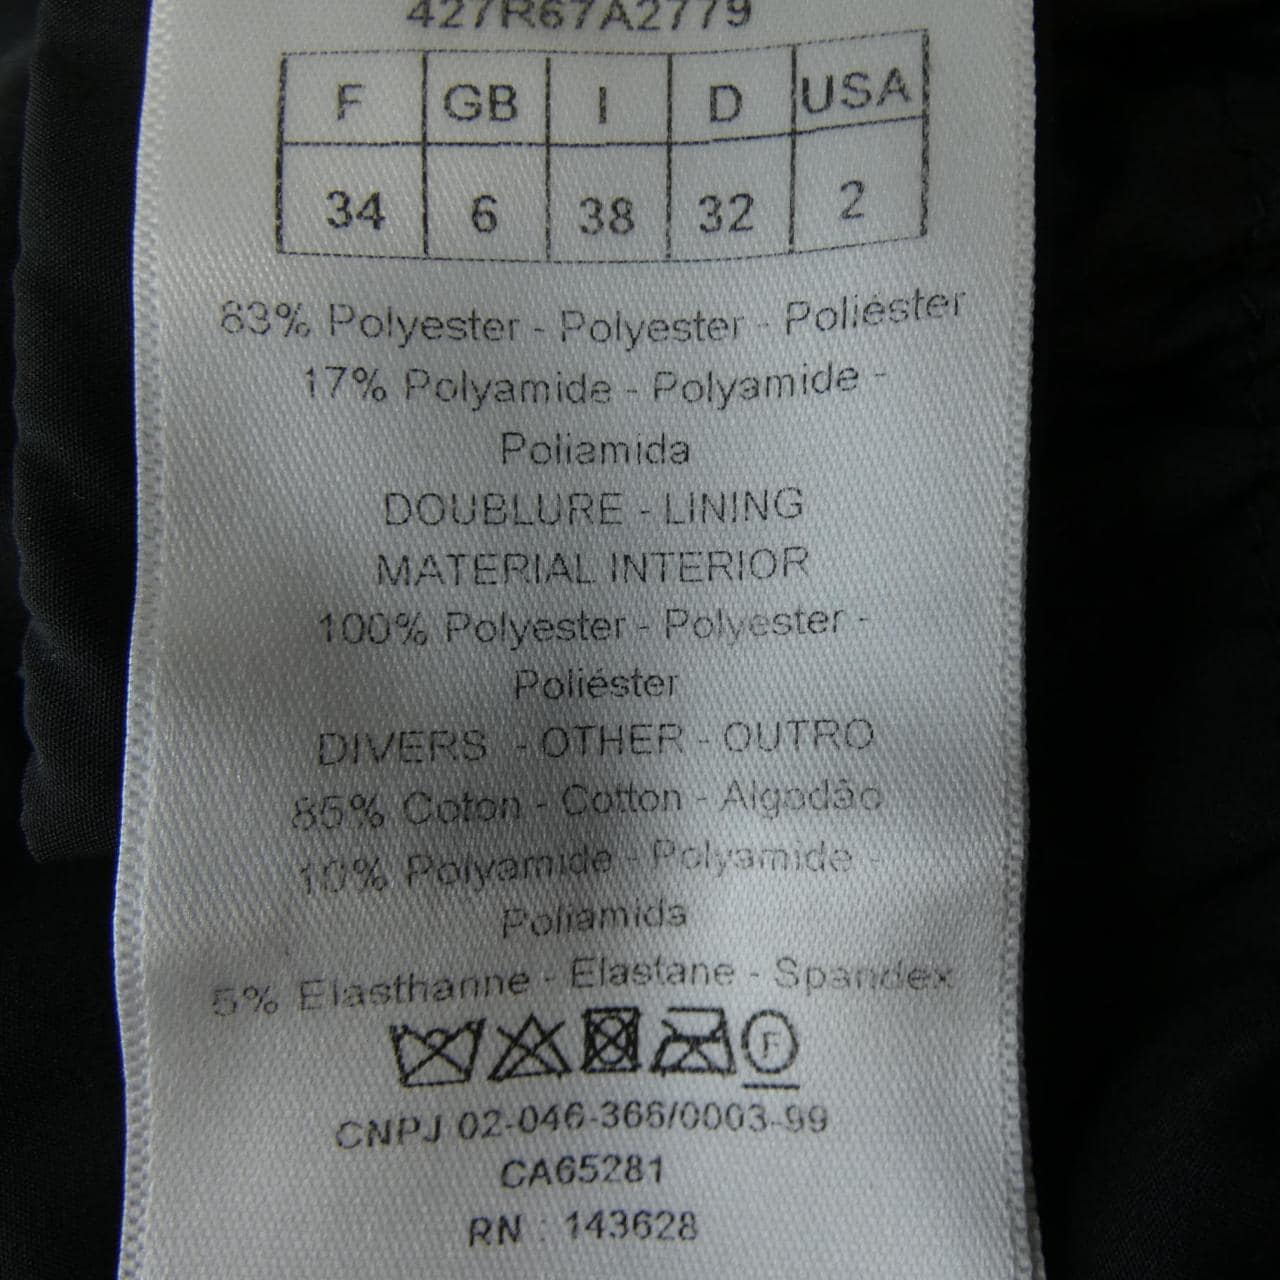 427R67A2779
F GB I D USA
34 6 38 32 2
83% Polyester - Polyester - Poliéster
17% Polyamide - Polyamide -
Poliamida
DOUBLURE - LINING
MATERIAL INTERIOR
100% Polyester - Polyester -
Poliéster
DIVERS - OTHER - OUTRO
85% Coton - Cotton - Algodão
10% Polyamide - Polyamide -
Poliamida
5% Elasthanne - Elastane - Spandex
F
CNPJ 02-046-366/0003-99
CA65281
RN : 143628